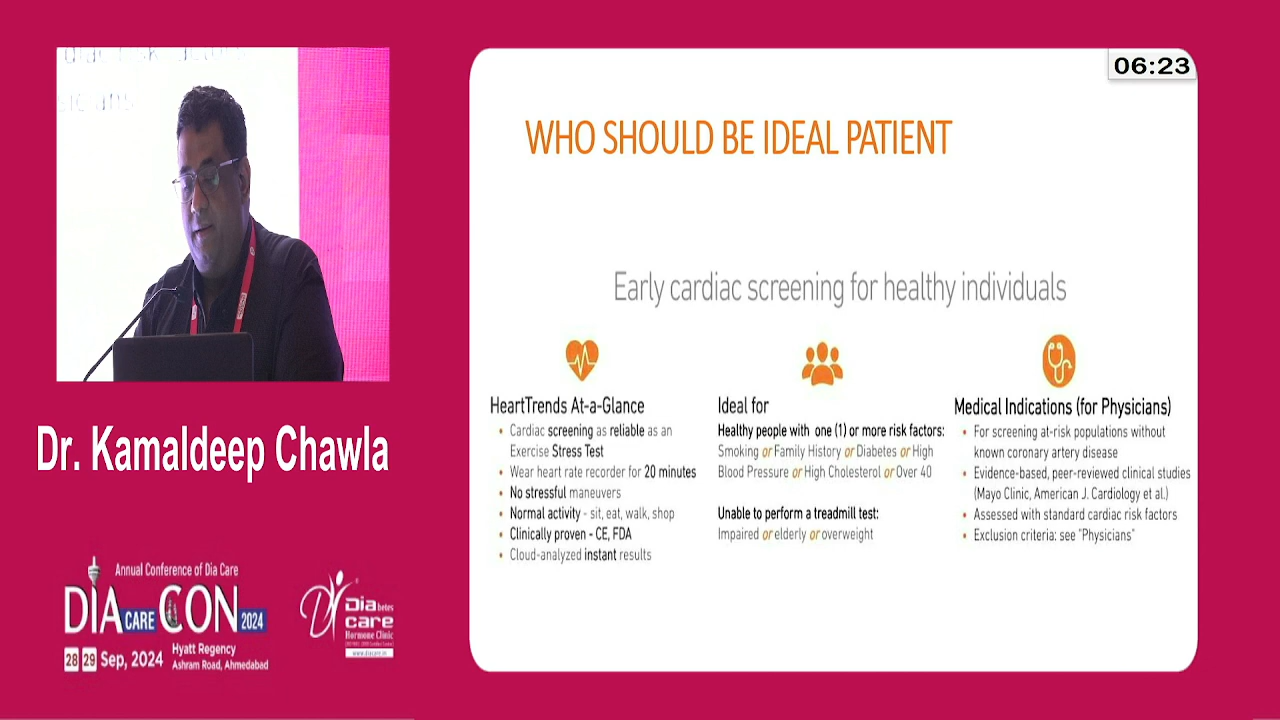 06:23
WHO SHOULD BE IDEAL PATIENT
Early cardiac screening for healthy individuals
HeartTrends At-a-Glance
• Cardiac screening as reliable as an
Exercise Stress Test
• Wear heart rate recorder for 20 minutes
• No stressful maneuvers
• Normal activity - sit, eat, walk, shop
• Clinically proven - CE, FDA
• Cloud-analyzed instant results
Ideal for
Healthy people with one (1) or more risk factors:
Smoking or Family History or Diabetes or High
Blood Pressure or High Cholesterol or Over 40
Unable to perform a treadmill test:
Impaired or elderly or overweight
Medical Indications (for Physicians)
• For screening at-risk populations without
known coronary artery disease
• Evidence-based, peer-reviewed clinical studies
(Mayo Clinic, American J. Cardiology et al.)
• Assessed with standard cardiac risk factors
• Exclusion criteria: see "Physicians"
Dr. Kamaldeep Chawla
Annual Conference of Dia Care
DIA CARE CON 2024
28 29 Sep, 2024
Hyatt Regency
Ashram Road, Ahmedabad
Diabetes
care
Hormone Clinic
www.diacare.in